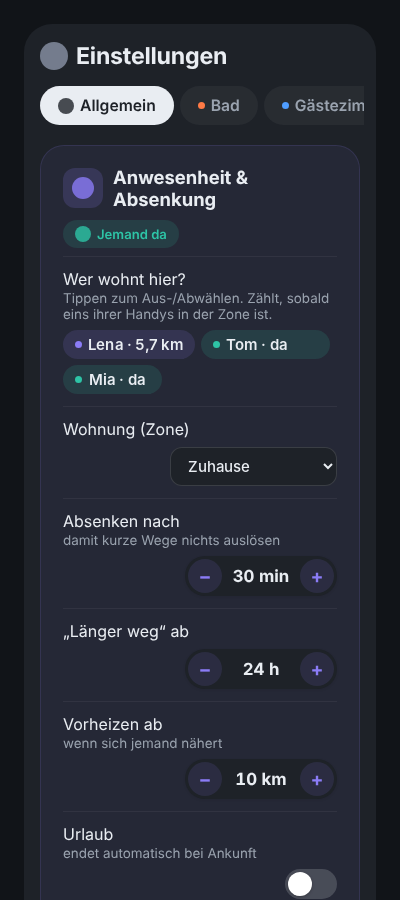 Einstellungen
Allgemein
Bad
Gästezim
Anwesenheit &
Absenkung
Jemand da
Wer wohnt hier?
Tippen zum Aus-/Abwählen. Zählt, sobald
eins ihrer Handys in der Zone ist.
Lena · 5,7 km
Tom · da
Mia · da
Wohnung (Zone)
Zuhause
Absenken nach
damit kurze Wege nichts auslösen
– 30 min +
„Länger weg“ ab
– 24 h +
Vorheizen ab
wenn sich jemand nähert
– 10 km +
Urlaub
endet automatisch bei Ankunft